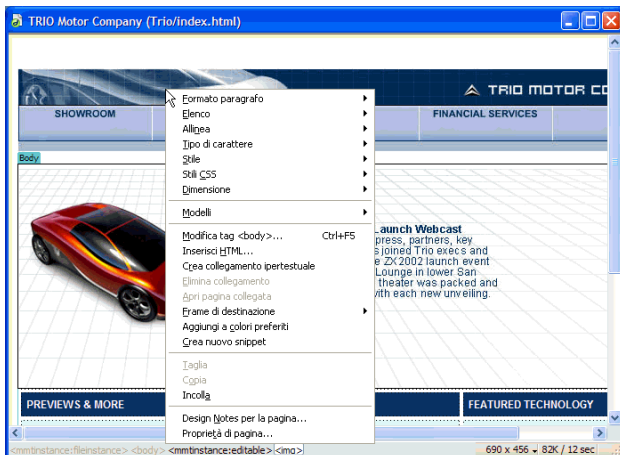 TRIO Motor Company (Trio/index.html)
TRIO MOTOR CO
SHOWROOM
FINANCIAL SERVICES
Body
Formato paragrafo
Elenco
Allinea
Tipo di carattere
Stile
Stili CSS
Dimensione
Modelli
Modifica tag <body>... Ctrl+F5
Inserisci HTML...
Crea collegamento ipertestuale
Elimina collegamento
Apri pagina collegata
Frame di destinazione
Aggiungi a colori preferiti
Crea nuovo snippet
Taglia
Copia
Incolla
Design Notes per la pagina...
Proprietà di pagina...
Launch Webcast
press, partners, key
joined Trio execs and
e ZX2002 launch event
Lounge in lower San
theater was packed and
with each new unveiling.
PREVIEWS & MORE
FEATURED TECHNOLOGY
<mmtinstance:fileinstance> <body> <mmtinstance:editable> <img> 690 x 456 82K / 12 sec